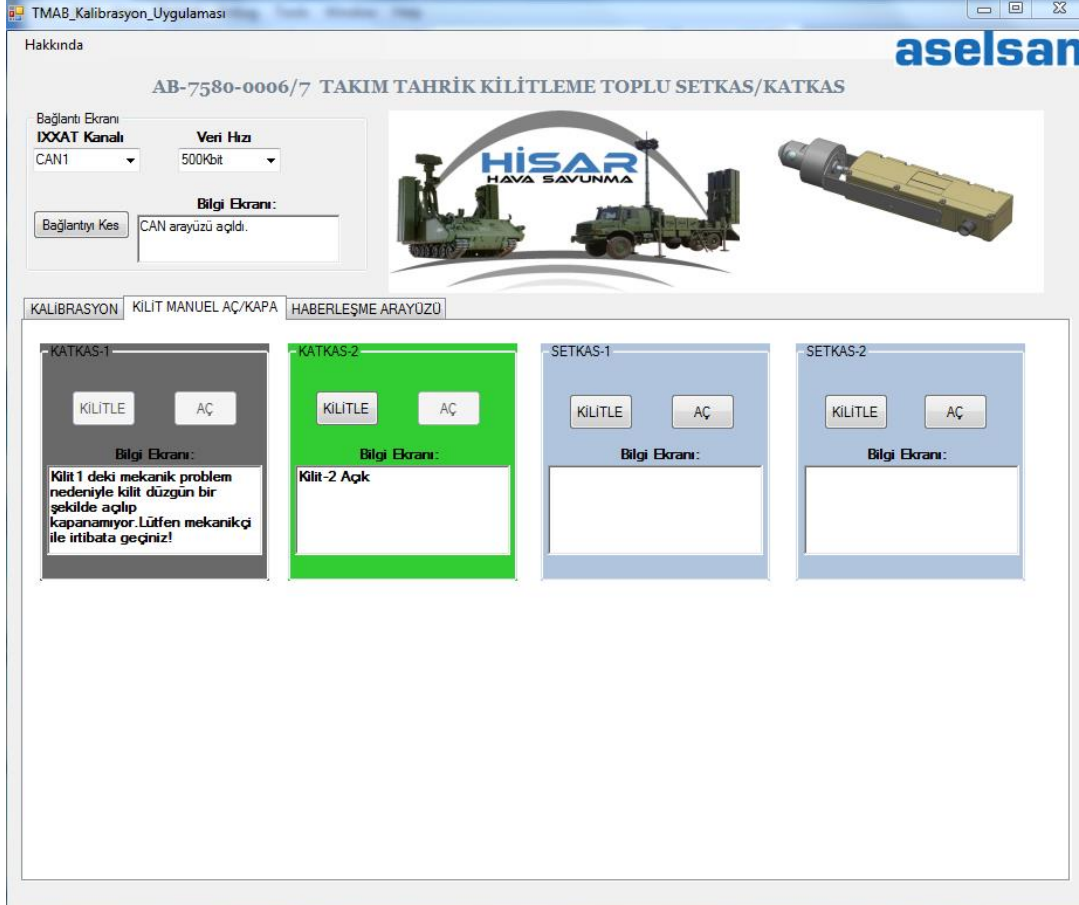 TMAB_Kalibrasyon_Uygulaması
Hakkında
aselsan
AB-7580-0006/7 TAKIM TAHRİK KİLİTLEME TOPLU SETKAS/KATKAS
Bağlantı Ekranı
IXXAT Kanalı
Veri Hızı
CAN1
500Kbit
Bilgi Ekranı:
Bağlantıyı Kes
CAN arayüzü açıldı.
HİSAR
HAVA SAVUNMA
KALİBRASYON
KİLİT MANUEL AÇ/KAPA
HABERLEŞME ARAYÜZÜ
KATKAS-1
KİLİTLE
AÇ
Bilgi Ekranı:
Kilit1 deki mekanik problem
nedeniyle kilit düzgün bir
şekilde açılıp
kapanamıyor.Lütfen mekanikçi
ile irtibata geçiniz!
KATKAS-2
KİLİTLE
AÇ
Bilgi Ekranı:
Kilit-2 Açık
SETKAS-1
KİLİTLE
AÇ
Bilgi Ekranı:
SETKAS-2
KİLİTLE
AÇ
Bilgi Ekranı: